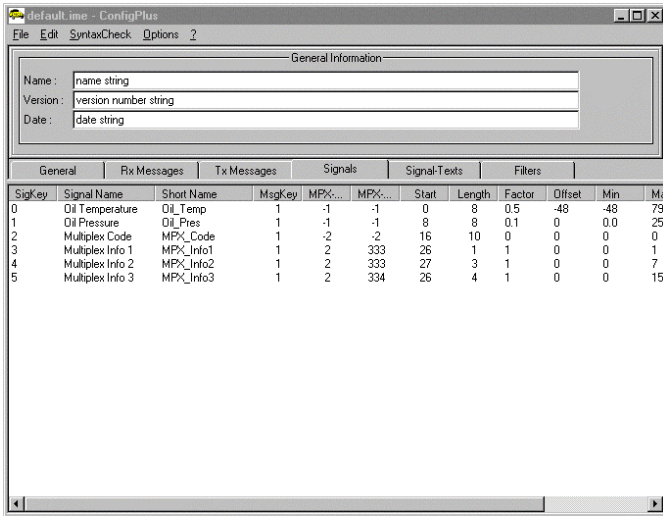 default.ime - ConfigPlus
File Edit SyntaxCheck Options ?
General Information
Name : name string
Version : version number string
Date : date string
General Rx Messages Tx Messages Signals Signal-Texts Filters
SigKey Signal Name Short Name MsgKey MPX-... MPX-... Start Length Factor Offset Min Ma
0 Oil Temperature Oil_Temp 1 -1 -1 0 8 0.5 -48 -48 79
1 Oil Pressure Oil_Pres 1 -1 -1 8 8 0.1 0 0.0 25
2 Multiplex Code MPX_Code 1 -2 -2 16 10 0 0 0 0
3 Multiplex Info 1 MPX_Info1 1 2 333 26 1 1 0 0 1
4 Multiplex Info 2 MPX_Info2 1 2 333 27 3 1 0 0 7
5 Multiplex Info 3 MPX_Info3 1 2 334 26 4 1 0 0 15